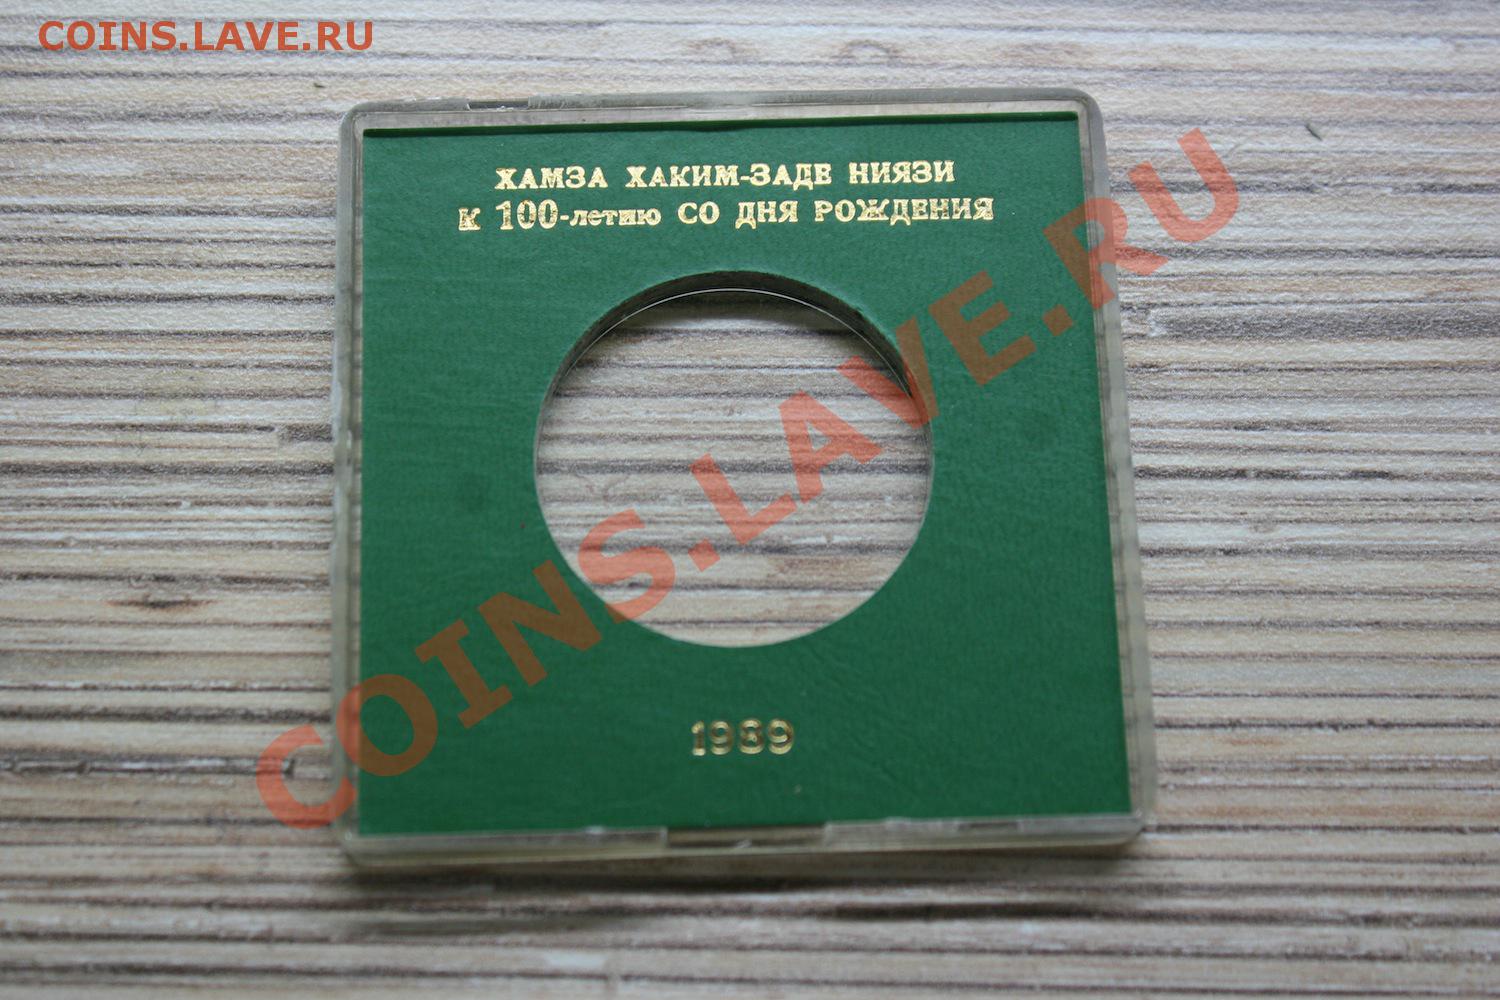 COINS.LAVE.RU
ХАМЗА ХАКИМ-ЗАДЕ НИЯЗИ
К 100-летию СО ДНЯ РОЖДЕНИЯ
COINS.LAVE.RU
1989